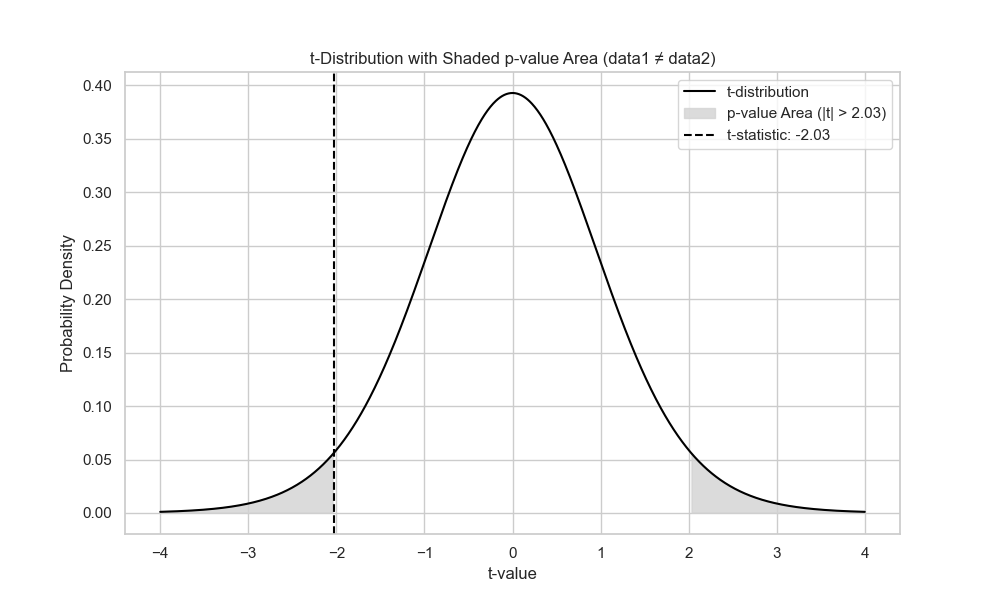 t-Distribution with Shaded p-value Area (data1 ≠ data2)
t-distribution
p-value Area (|t| > 2.03)
t-statistic: -2.03
Probability Density
0.40
0.35
0.30
0.25
0.20
0.15
0.10
0.05
0.00
−4 −3 −2 −1 0 1 2 3 4
t-value